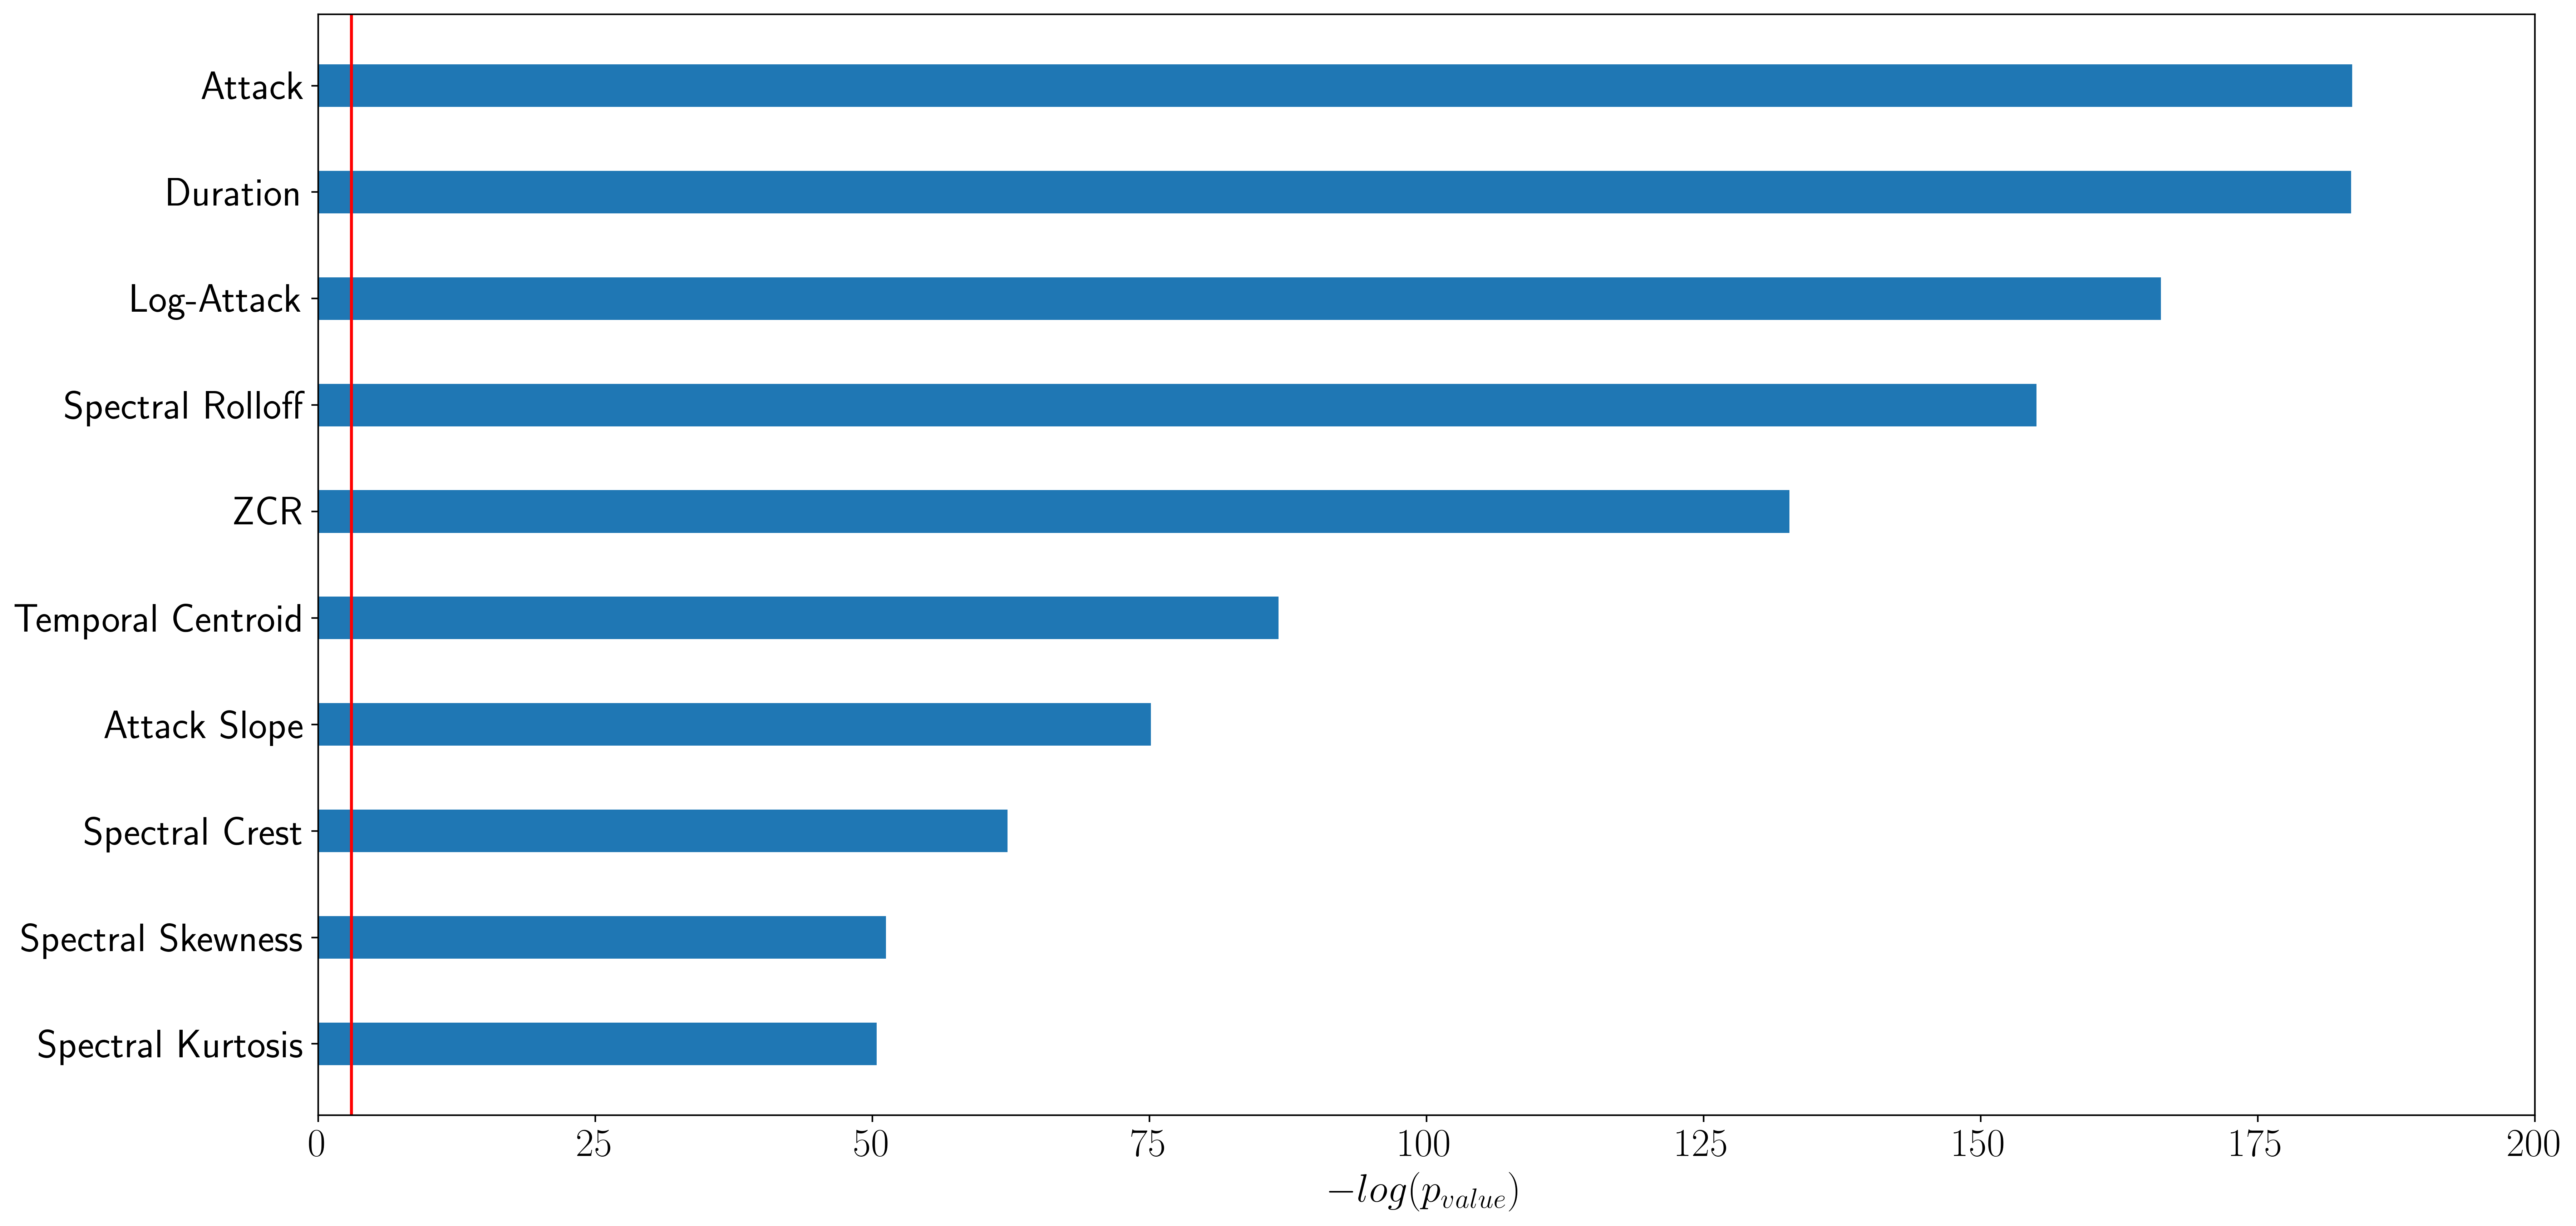 Attack
Duration
Log-Attack
Spectral Rolloff
ZCR
Temporal Centroid
Attack Slope
Spectral Crest
Spectral Skewness
Spectral Kurtosis
0 25 50 75 100 125 150 175 200
−log(p_value)